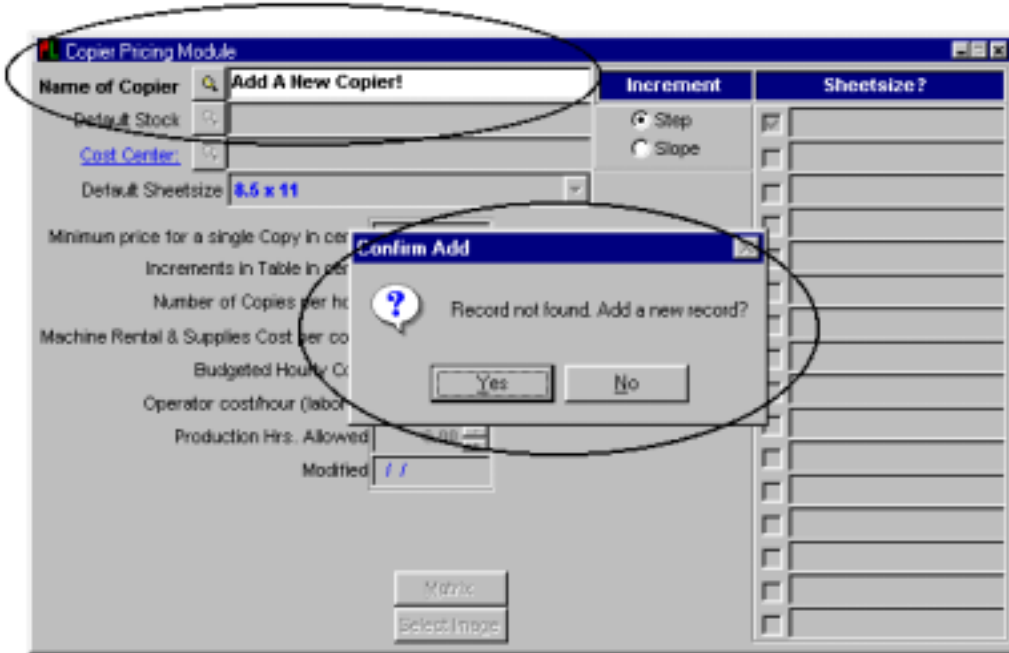 Copier Pricing Module
Name of Copier Add A New Copier! Increment Sheetsize?
Default Stock Step
Cost Center: Slope
Default Sheetsize 8.5 x 11
Minimum price for a single Copy in cen
Confirm Add
Increments in Table in cen
Number of Copies per ho
Record not found. Add a new record?
Machine Rental & Supplies Cost per co
Budgeted Hourly Co
Yes No
Operator cost/hour (labor
Production Hrs. Allowed
Modified / /
Matrix
Select Image